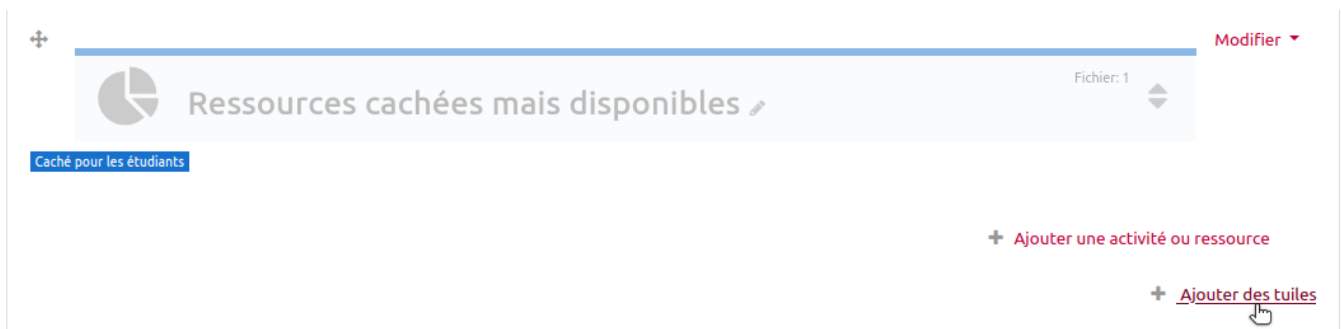 Modifier
Fichier: 1
Ressources cachées mais disponibles
Caché pour les étudiants
Ajouter une activité ou ressource
Ajouter des tuiles